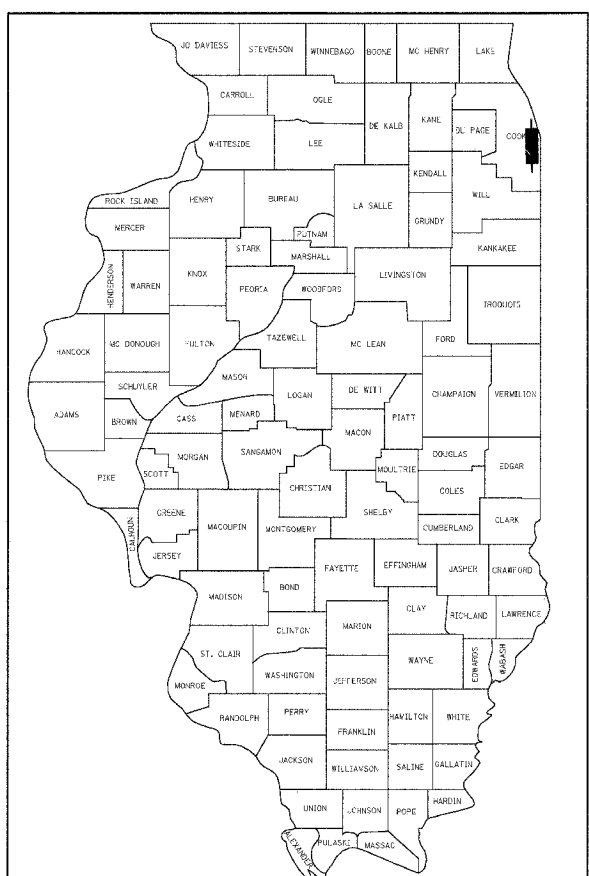 JO DAVIESS
STEVENSON
WINNEBAGO
BOONE
MC HENRY
LAKE
CARROLL
OGLE
DE KALB
KANE
DU PAGE
COOK
WHITESIDE
LEE
KENDALL
WILL
ROCK ISLAND
HENRY
BUREAU
LA SALLE
GRUNDY
MERCER
PUTNAM
KANKAKEE
STARK
MARSHALL
HENDERSON
WARREN
KNOX
PEORIA
WOODFORD
LIVINGSTON
IROQUOIS
HANCOCK
MC DONOUGH
FULTON
TAZEWELL
MC LEAN
FORD
SCHUYLER
MASON
LOGAN
DE WITT
CHAMPAIGN
VERMILION
ADAMS
BROWN
CASS
MENARD
PIATT
MACON
MORGAN
SANGAMON
DOUGLAS
EDGAR
PIKE
SCOTT
CHRISTIAN
MOULTRIE
COLES
CALHOUN
GREENE
MACOUPIN
MONTGOMERY
SHELBY
CUMBERLAND
CLARK
JERSEY
FAYETTE
EFFINGHAM
JASPER
CRAWFORD
MADISON
BOND
CLAY
RICHLAND
LAWRENCE
CLINTON
MARION
ST. CLAIR
WAYNE
EDWARDS
WABASH
MONROE
WASHINGTON
JEFFERSON
RANDOLPH
PERRY
HAMILTON
WHITE
FRANKLIN
JACKSON
WILLIAMSON
SALINE
GALLATIN
UNION
JOHNSON
POPE
HARDIN
ALEXANDER
PULASKI
MASSAC